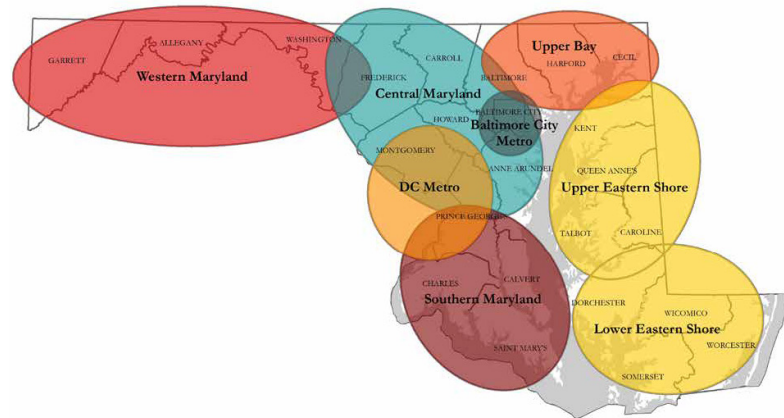 GARRETT
ALLEGANY
WASHINGTON
Western Maryland
FREDERICK
CARROLL
Central Maryland
BALTIMORE
HOWARD
Upper Bay
HARFORD
CECIL
BALTIMORE CITY
Baltimore City
Metro
MONTGOMERY
ANNE ARUNDEL
DC Metro
PRINCE GEORGE'S
KENT
QUEEN ANNE'S
Upper Eastern Shore
TALBOT
CAROLINE
CHARLES
CALVERT
Southern Maryland
SAINT MARY'S
DORCHESTER
WICOMICO
Lower Eastern Shore
WORCESTER
SOMERSET